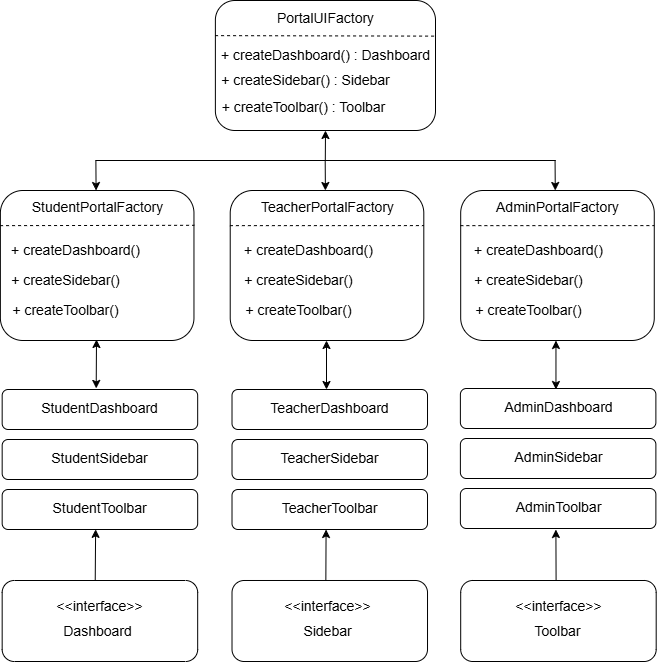 PortalUIFactory
+ createDashboard() : Dashboard
+ createSidebar() : Sidebar
+ createToolbar() : Toolbar
StudentPortalFactory
+ createDashboard()
+ createSidebar()
+ createToolbar()
TeacherPortalFactory
+ createDashboard()
+ createSidebar()
+ createToolbar()
AdminPortalFactory
+ createDashboard()
+ createSidebar()
+ createToolbar()
StudentDashboard
StudentSidebar
StudentToolbar
TeacherDashboard
TeacherSidebar
TeacherToolbar
AdminDashboard
AdminSidebar
AdminToolbar
<<interface>>
Dashboard
<<interface>>
Sidebar
<<interface>>
Toolbar